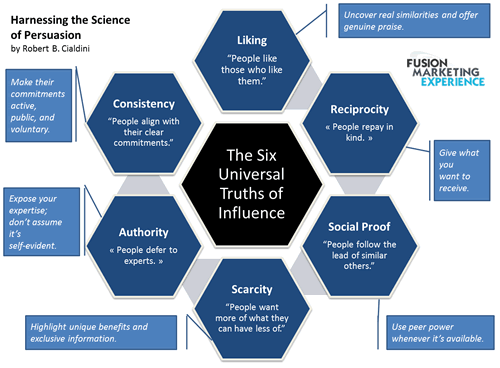 Harnessing the Science
of Persuasion
by Robert B. Cialdini
Uncover real similarities and offer
genuine praise.
FUSION
MARKETING
EXPERIENCE
Liking
"People like
those who like
them."
Make their
commitments
active,
public, and
voluntary.
Consistency
"People align with
their clear
commitments."
Reciprocity
« People repay in
kind. »
Give what
you
want to
receive.
The Six
Universal
Truths of
Influence
Expose your
expertise;
don't assume
it's
self-evident.
Authority
« People defer to
experts. »
Social Proof
"People follow the
lead of similar
others."
Scarcity
"People want
more of what they
can have less of."
Highlight unique benefits and
exclusive information.
Use peer power
whenever it's available.